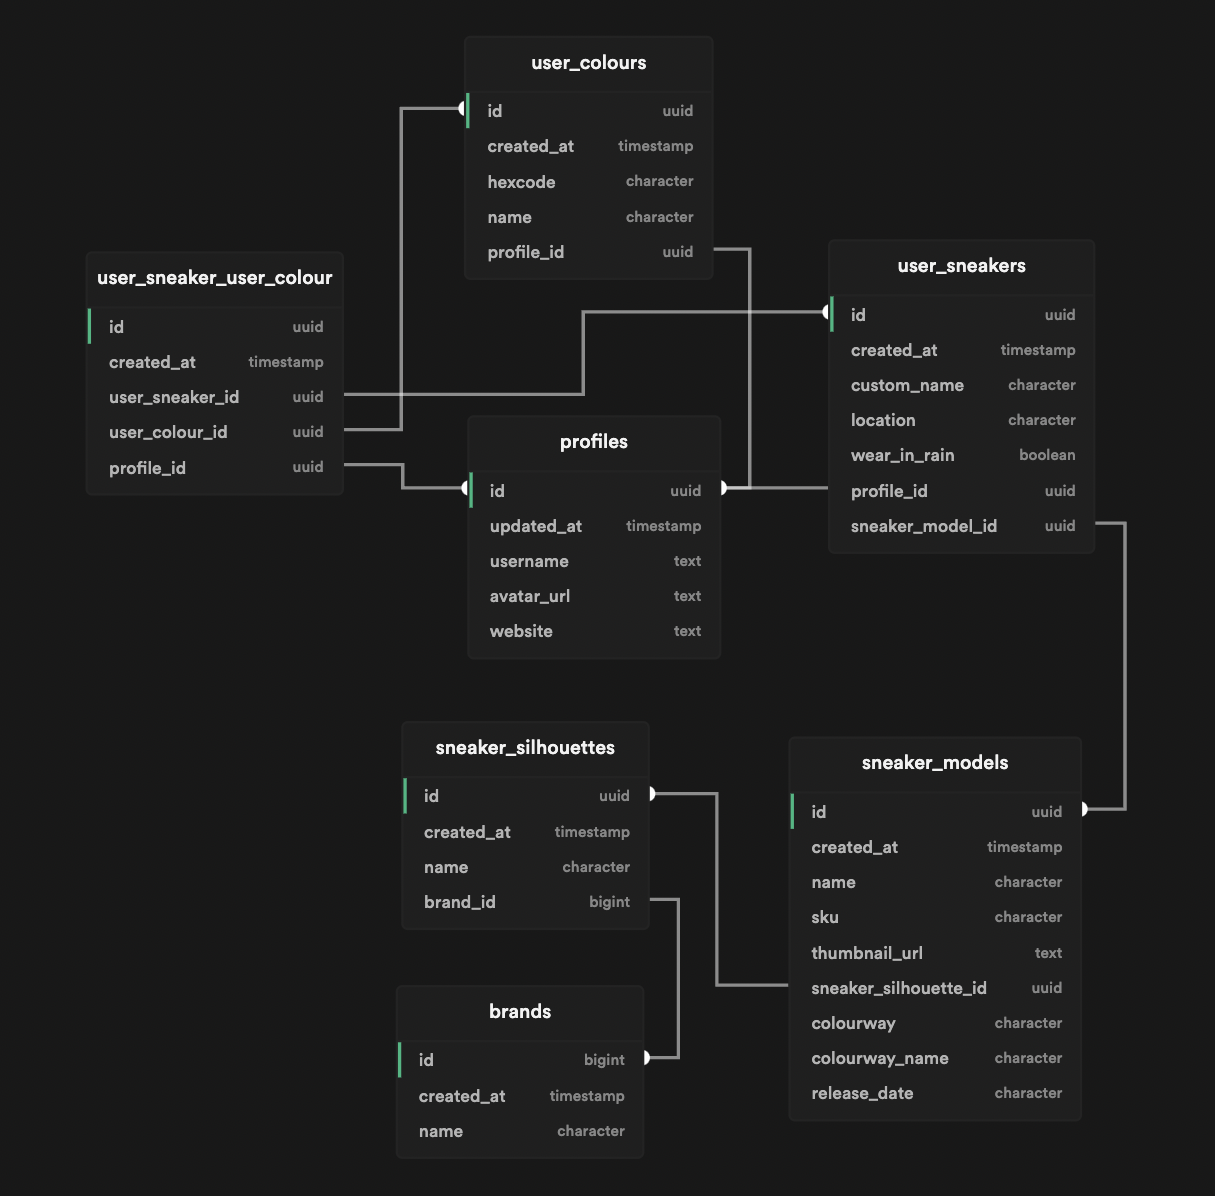 user_colours
id uuid
created_at timestamp
hexcode character
name character
profile_id uuid
user_sneaker_user_colour
id uuid
created_at timestamp
user_sneaker_id uuid
user_colour_id uuid
profile_id uuid
user_sneakers
id uuid
created_at timestamp
custom_name character
location character
wear_in_rain boolean
profile_id uuid
sneaker_model_id uuid
profiles
id uuid
updated_at timestamp
username text
avatar_url text
website text
sneaker_silhouettes
id uuid
created_at timestamp
name character
brand_id bigint
sneaker_models
id uuid
created_at timestamp
name character
sku character
thumbnail_url text
sneaker_silhouette_id uuid
colourway character
colourway_name character
release_date character
brands
id bigint
created_at timestamp
name character